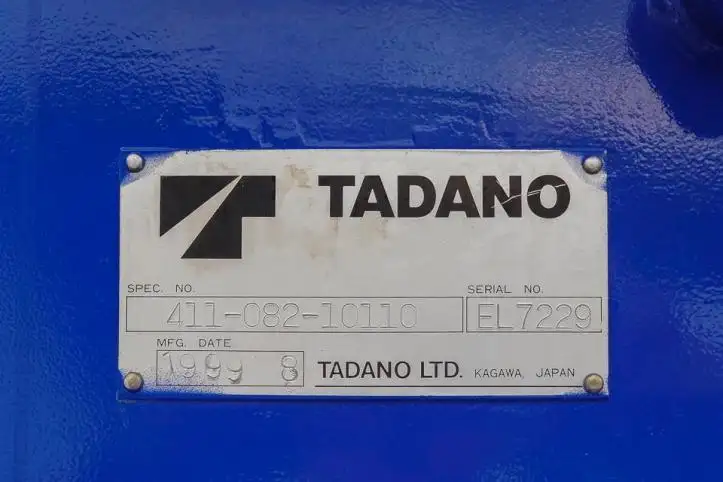 TADANO
SPEC. NO. SERIAL NO.
411-082-10110 EL7229
MFG. DATE
1999 8 TADANO LTD. KAGAWA, JAPAN